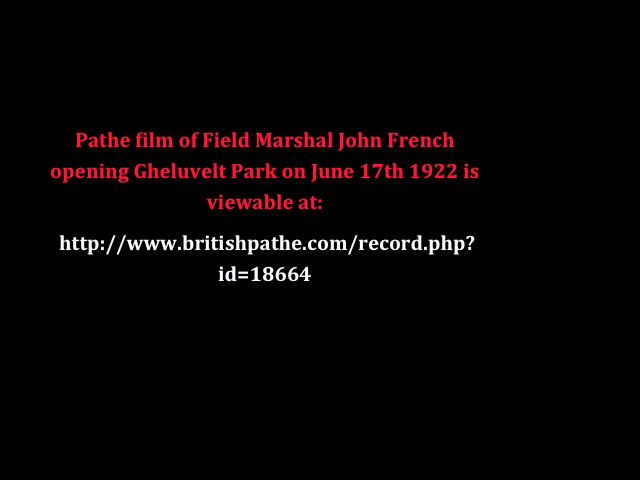 Pathe film of Field Marshal John French
opening Gheluvelt Park on June 17th 1922 is
viewable at:
http://www.britishpathe.com/record.php?
id=18664